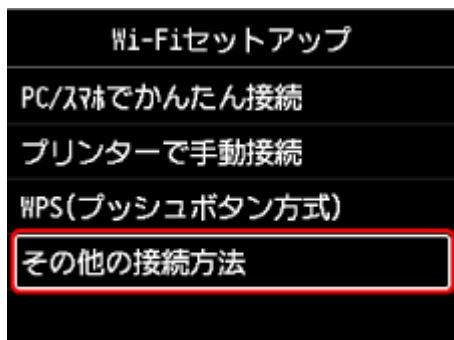 Wi-Fiセットアップ
PC/ｽﾏﾎでかんたん接続
プリンターで手動接続
WPS(プッシュボタン方式)
その他の接続方法